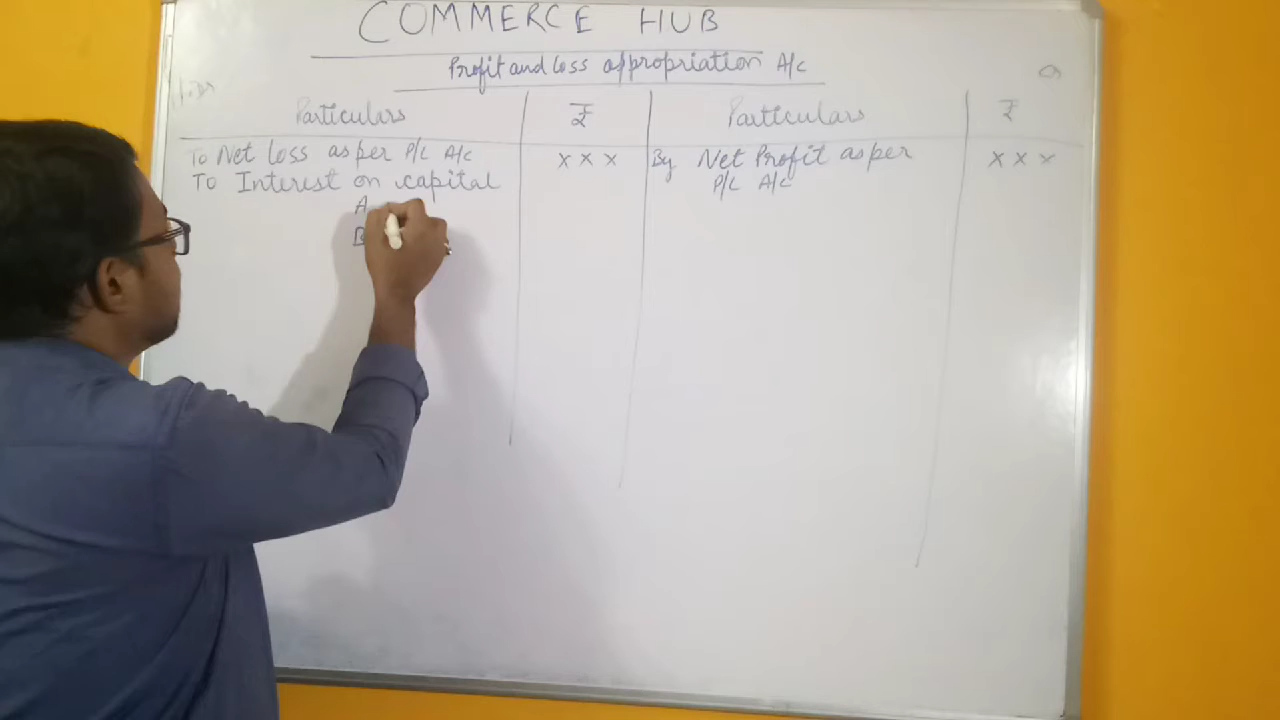 COMMERCE HUB
Profit and loss appropriation A/c
Particulars ₹ Particulars ₹
To Net loss as per P/L A/c x x x By Net Profit as per x x x
To Interest on capital P/L A/c
A
B